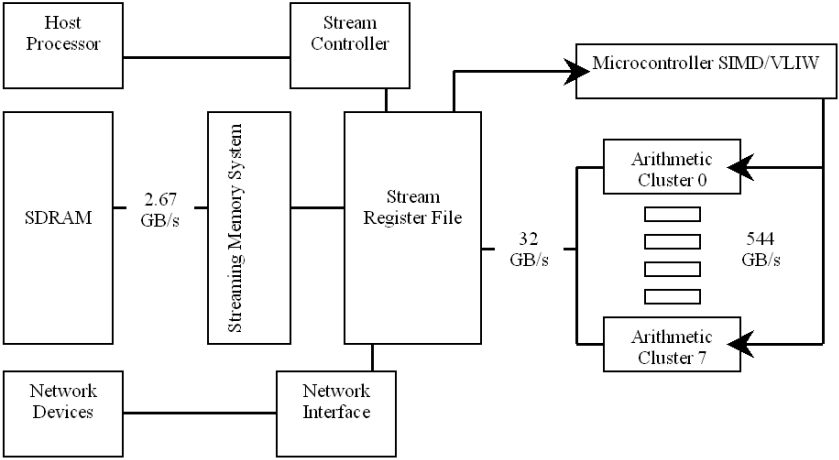 Host
Processor
Stream
Controller
Microcontroller SIMD/VLIW
SDRAM
2.67
GB/s
Streaming Memory System
Stream
Register File
32
GB/s
Arithmetic
Cluster 0
544
GB/s
Arithmetic
Cluster 7
Network
Devices
Network
Interface